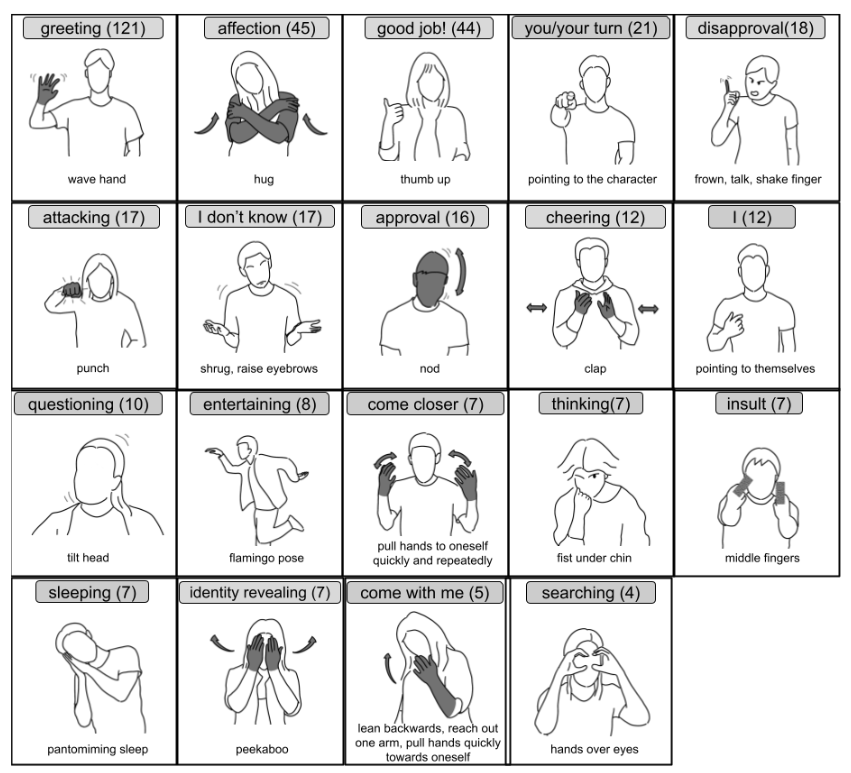 greeting (121)
affection (45)
good job! (44)
you/your turn (21)
disapproval(18)
wave hand
hug
thumb up
pointing to the character
frown, talk, shake finger
attacking (17)
I don't know (17)
approval (16)
cheering (12)
I (12)
punch
shrug, raise eyebrows
nod
clap
pointing to themselves
questioning (10)
entertaining (8)
come closer (7)
thinking(7)
insult (7)
tilt head
flamingo pose
pull hands to oneself
quickly and repeatedly
fist under chin
middle fingers
sleeping (7)
identity revealing (7)
come with me (5)
searching (4)
pantomiming sleep
peekaboo
lean backwards, reach out
one arm, pull hands quickly
towards oneself
hands over eyes